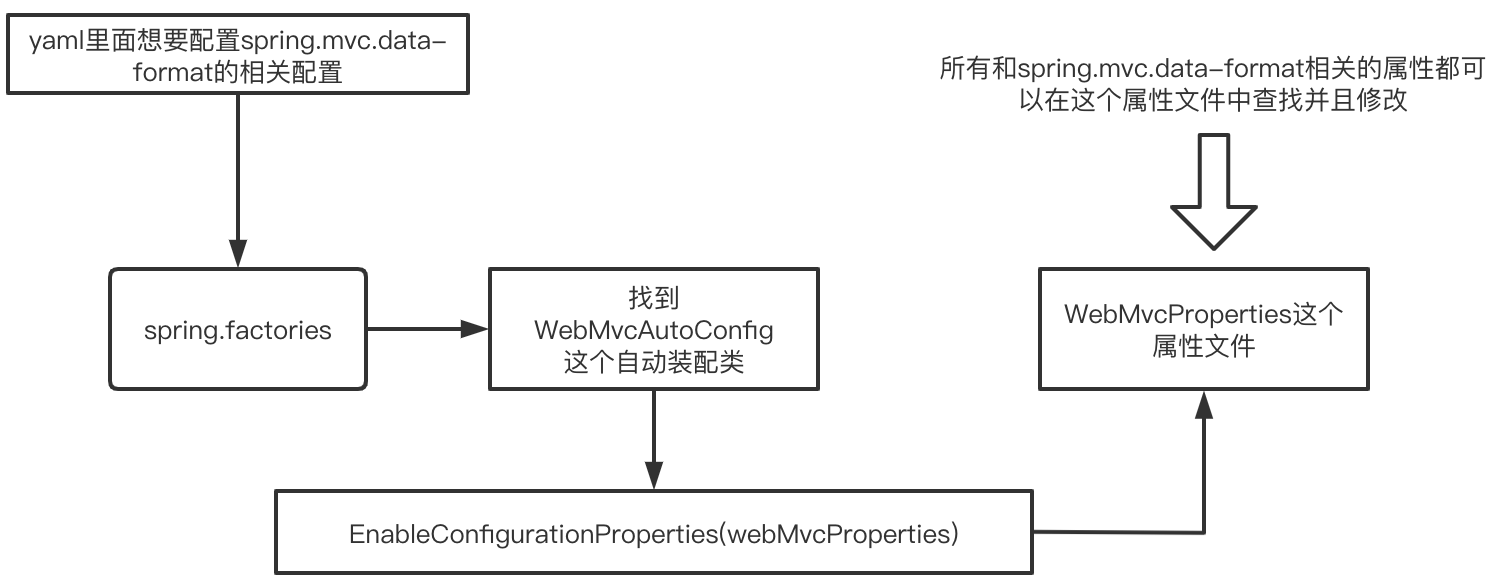 yaml里面想要配置spring.mvc.data-
format的相关配置
所有和spring.mvc.data-format相关的属性都可
以在这个属性文件中查找并且修改
spring.factories
找到
WebMvcAutoConfig
这个自动装配类
WebMvcProperties这个
属性文件
EnableConfigurationProperties(webMvcProperties)